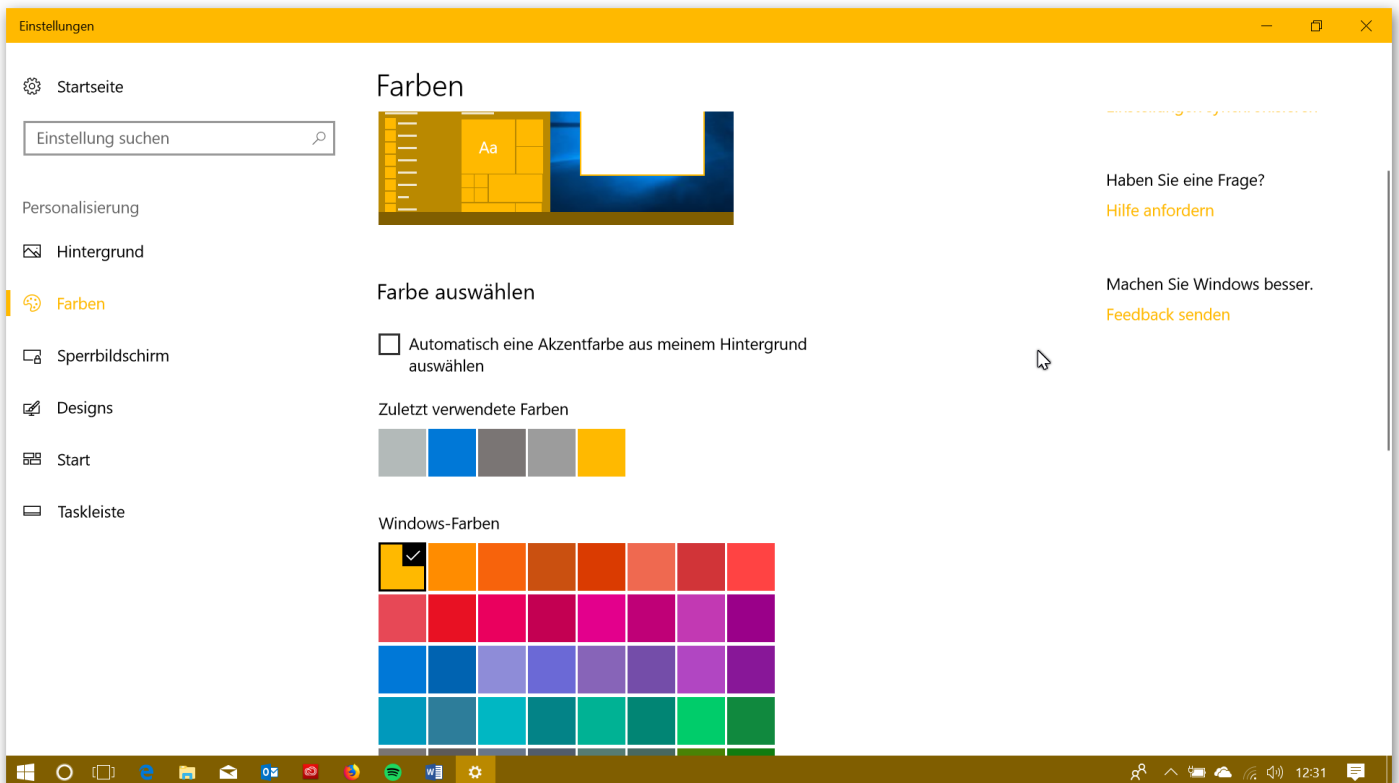 Einstellungen
Startseite
Einstellung suchen
Personalisierung
Hintergrund
Farben
Sperrbildschirm
Designs
Start
Taskleiste
Farben
Aa
Farbe auswählen
Automatisch eine Akzentfarbe aus meinem Hintergrund
auswählen
Zuletzt verwendete Farben
Windows-Farben
Haben Sie eine Frage?
Hilfe anfordern
Machen Sie Windows besser.
Feedback senden
12:31